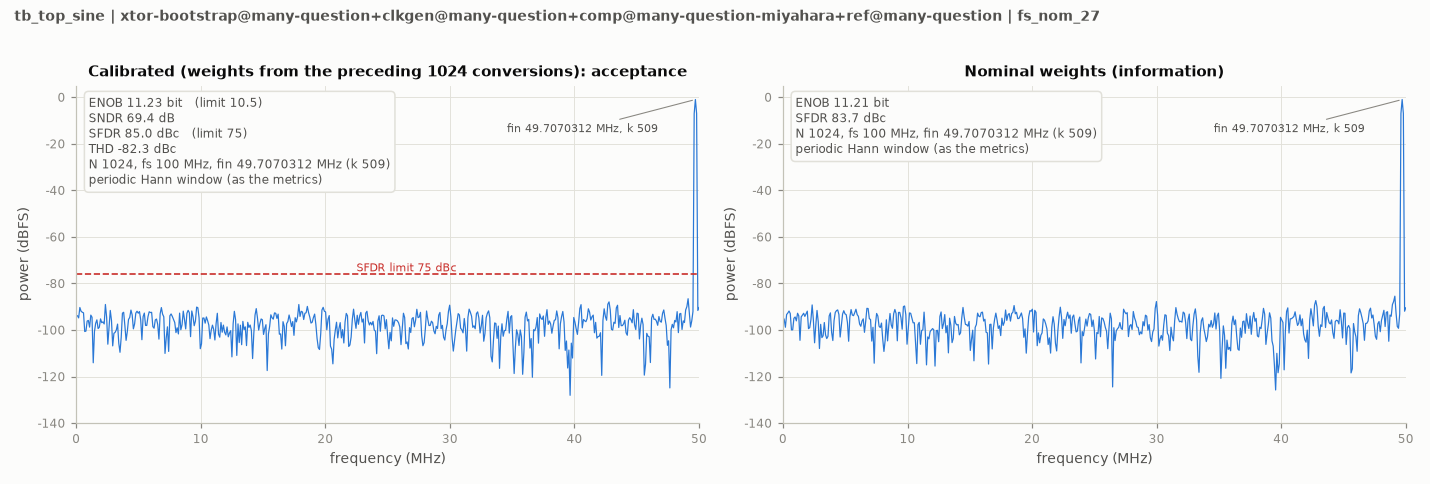 tb_top_sine | xtor-bootstrap@many-question+clkgen@many-question+comp@many-question-miyahara+ref@many-question | fs_nom_27
Calibrated (weights from the preceding 1024 conversions): acceptance
ENOB 11.23 bit (limit 10.5)
SNDR 69.4 dB
SFDR 85.0 dBc (limit 75)
THD -82.3 dBc
N 1024, fs 100 MHz, fin 49.7070312 MHz (k 509)
periodic Hann window (as the metrics)
fin 49.7070312 MHz, k 509
SFDR limit 75 dBc
power (dBFS)
0
-20
-40
-60
-80
-100
-120
-140
0 10 20 30 40 50
frequency (MHz)
Nominal weights (information)
ENOB 11.21 bit
SFDR 83.7 dBc
N 1024, fs 100 MHz, fin 49.7070312 MHz (k 509)
periodic Hann window (as the metrics)
fin 49.7070312 MHz, k 509
power (dBFS)
0
-20
-40
-60
-80
-100
-120
-140
0 10 20 30 40 50
frequency (MHz)